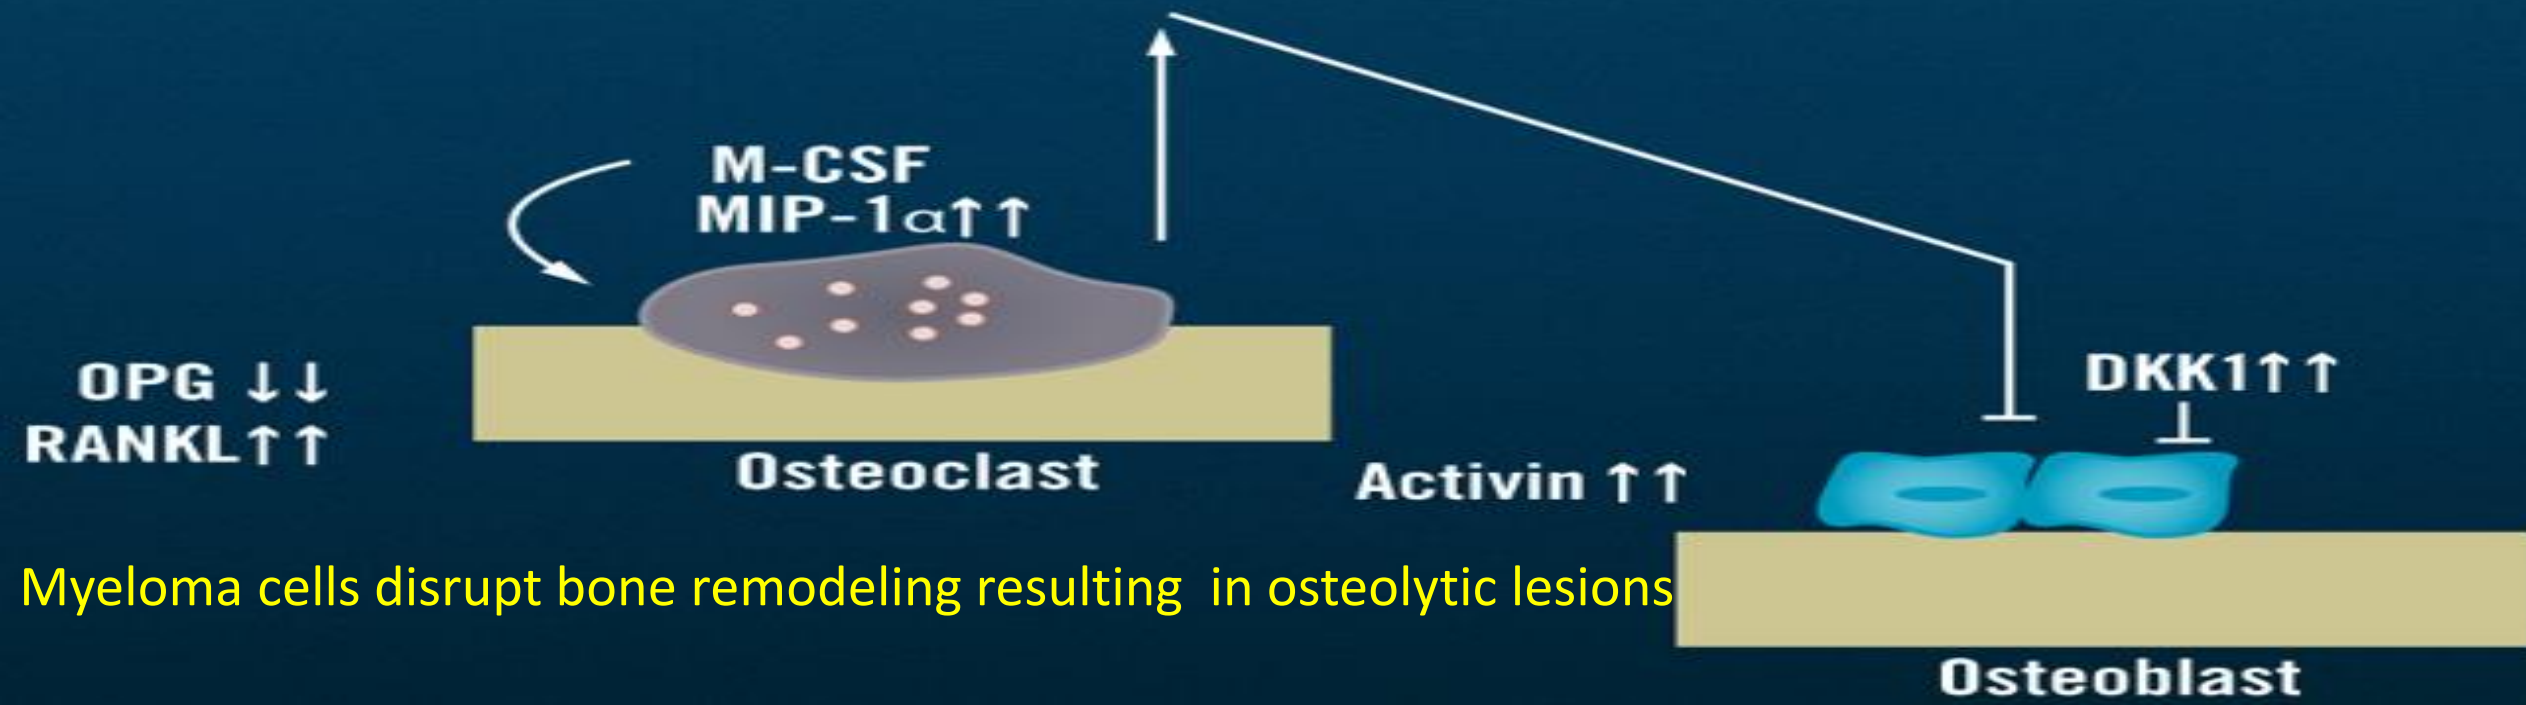 M-CSF
MIP-1α↑↑
OPG ↓↓
RANKL↑↑
Osteoclast
DKK1↑↑
Activin ↑↑
Myeloma cells disrupt bone remodeling resulting  in osteolytic lesions
Osteoblast